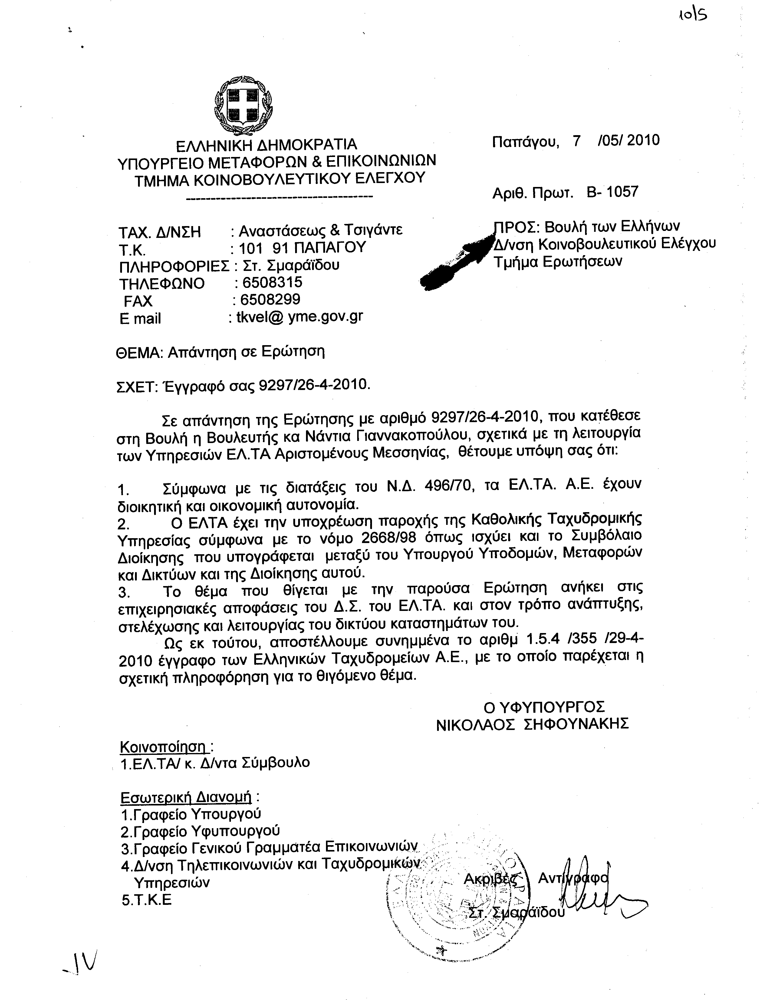 10/5
ΕΛΛΗΝΙΚΗ ΔΗΜΟΚΡΑΤΙΑ
ΥΠΟΥΡΓΕΙΟ ΜΕΤΑΦΟΡΩΝ & ΕΠΙΚΟΙΝΩΝΙΩΝ
ΤΜΗΜΑ ΚΟΙΝΟΒΟΥΛΕΥΤΙΚΟΥ ΕΛΕΓΧΟΥ
-------------------------------------
Παπάγου, 7 /05/ 2010
Αριθ. Πρωτ. Β- 1057
ΠΡΟΣ: Βουλή των Ελλήνων
Δ/νση Κοινοβουλευτικού Ελέγχου
Τμήμα Ερωτήσεων
ΤΑΧ. Δ/ΝΣΗ : Αναστάσεως & Τσιγάντε
Τ.Κ. : 101 91 ΠΑΠΑΓΟΥ
ΠΛΗΡΟΦΟΡΙΕΣ : Στ. Σμαράϊδου
ΤΗΛΕΦΩΝΟ : 6508315
FAX : 6508299
E mail : tkvel@ yme.gov.gr
ΘΕΜΑ: Απάντηση σε Ερώτηση
ΣΧΕΤ: Έγγραφό σας 9297/26-4-2010.
Σε απάντηση της Ερώτησης με αριθμό 9297/26-4-2010, που κατέθεσε
στη Βουλή η Βουλευτής κα Νάντια Γιαννακοπούλου, σχετικά με τη λειτουργία
των Υπηρεσιών ΕΛ.ΤΑ Αριστομένους Μεσσηνίας, θέτουμε υπόψη σας ότι:
1. Σύμφωνα με τις διατάξεις του Ν.Δ. 496/70, τα ΕΛ.ΤΑ. Α.Ε. έχουν
διοικητική και οικονομική αυτονομία.
2. Ο ΕΛΤΑ έχει την υποχρέωση παροχής της Καθολικής Ταχυδρομικής
Υπηρεσίας σύμφωνα με το νόμο 2668/98 όπως ισχύει και το Συμβόλαιο
Διοίκησης που υπογράφεται μεταξύ του Υπουργού Υποδομών, Μεταφορών
και Δικτύων και της Διοίκησης αυτού.
3. Το θέμα που θίγεται με την παρούσα Ερώτηση ανήκει στις
επιχειρησιακές αποφάσεις του Δ.Σ. του ΕΛ.ΤΑ. και στον τρόπο ανάπτυξης,
στελέχωσης και λειτουργίας του δικτύου καταστημάτων του.
Ως εκ τούτου, αποστέλλουμε συνημμένα το αριθμ 1.5.4 /355 /29-4-
2010 έγγραφο των Ελληνικών Ταχυδρομείων Α.Ε., με το οποίο παρέχεται η
σχετική πληροφόρηση για το θιγόμενο θέμα.
Ο ΥΦΥΠΟΥΡΓΟΣ
ΝΙΚΟΛΑΟΣ ΣΗΦΟΥΝΑΚΗΣ
Κοινοποίηση :
1.ΕΛ.ΤΑ/ κ. Δ/ντα Σύμβουλο
Εσωτερική Διανομή :
1.Γραφείο Υπουργού
2.Γραφείο Υφυπουργού
3.Γραφείο Γενικού Γραμματέα Επικοινωνιών
4.Δ/νση Τηλεπικοινωνιών και Ταχυδρομικών
Υπηρεσιών
5.Τ.Κ.Ε
Ακριβές Αντίγραφο
Στ. Σμαράϊδου